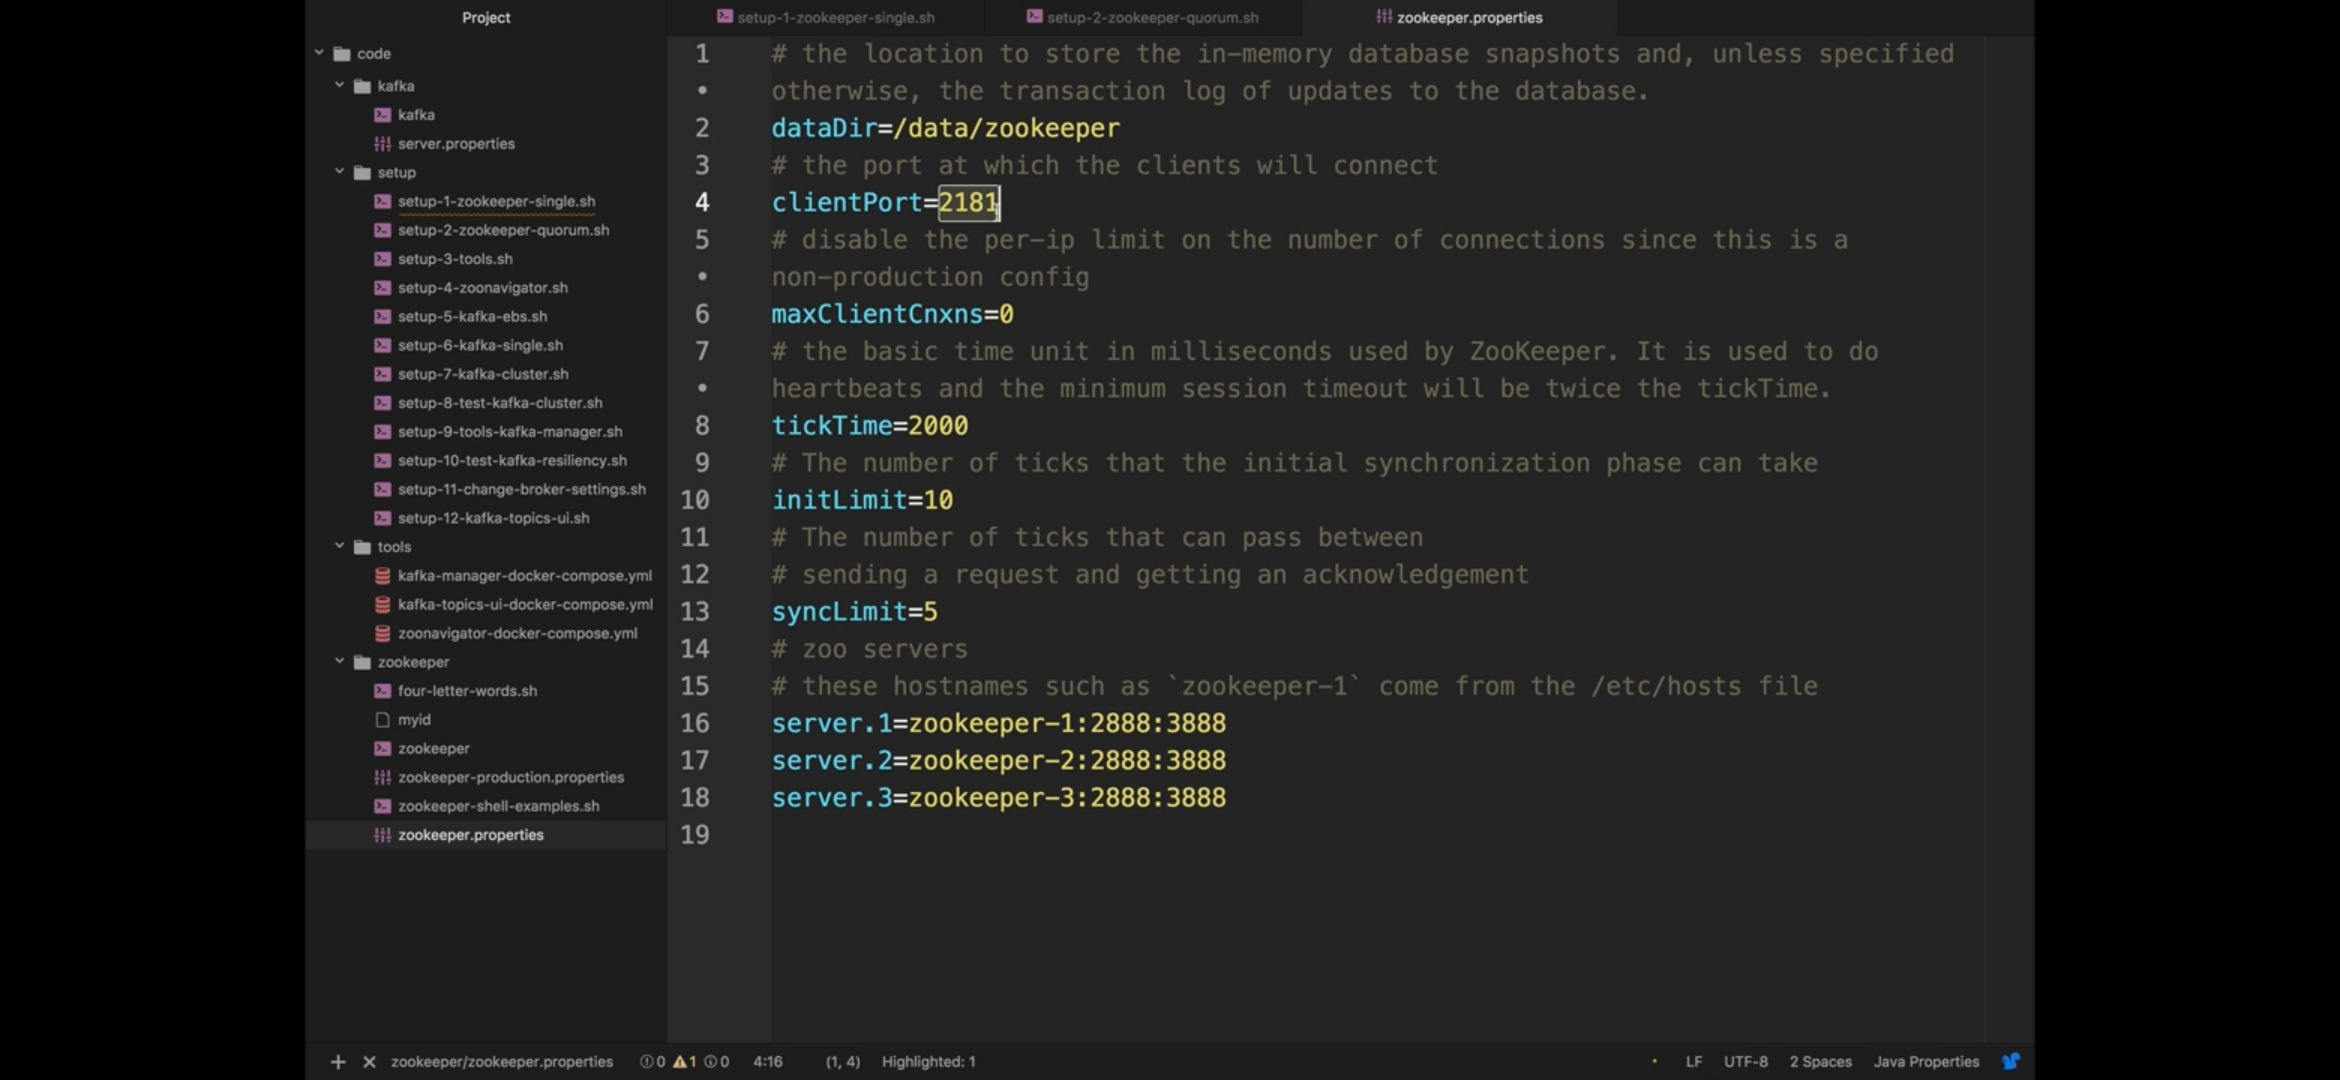 Project
code
kafka
kafka
server.properties
setup
setup-1-zookeeper-single.sh
setup-2-zookeeper-quorum.sh
setup-3-tools.sh
setup-4-zoonavigator.sh
setup-5-kafka-ebs.sh
setup-6-kafka-single.sh
setup-7-kafka-cluster.sh
setup-8-test-kafka-cluster.sh
setup-9-tools-kafka-manager.sh
setup-10-test-kafka-resiliency.sh
setup-11-change-broker-settings.sh
setup-12-kafka-topics-ui.sh
tools
kafka-manager-docker-compose.yml
kafka-topics-ui-docker-compose.yml
zoonavigator-docker-compose.yml
zookeeper
four-letter-words.sh
myid
zookeeper
zookeeper-production.properties
zookeeper-shell-examples.sh
zookeeper.properties
setup-1-zookeeper-single.sh setup-2-zookeeper-quorum.sh zookeeper.properties
1 # the location to store the in-memory database snapshots and, unless specified
• otherwise, the transaction log of updates to the database.
2 dataDir=/data/zookeeper
3 # the port at which the clients will connect
4 clientPort=2181
5 # disable the per-ip limit on the number of connections since this is a
• non-production config
6 maxClientCnxns=0
7 # the basic time unit in milliseconds used by ZooKeeper. It is used to do
• heartbeats and the minimum session timeout will be twice the tickTime.
8 tickTime=2000
9 # The number of ticks that the initial synchronization phase can take
10 initLimit=10
11 # The number of ticks that can pass between
12 # sending a request and getting an acknowledgement
13 syncLimit=5
14 # zoo servers
15 # these hostnames such as `zookeeper-1` come from the /etc/hosts file
16 server.1=zookeeper-1:2888:3888
17 server.2=zookeeper-2:2888:3888
18 server.3=zookeeper-3:2888:3888
19
zookeeper/zookeeper.properties 0 1 0 4:16 (1, 4) Highlighted: 1 LF UTF-8 2 Spaces Java Properties